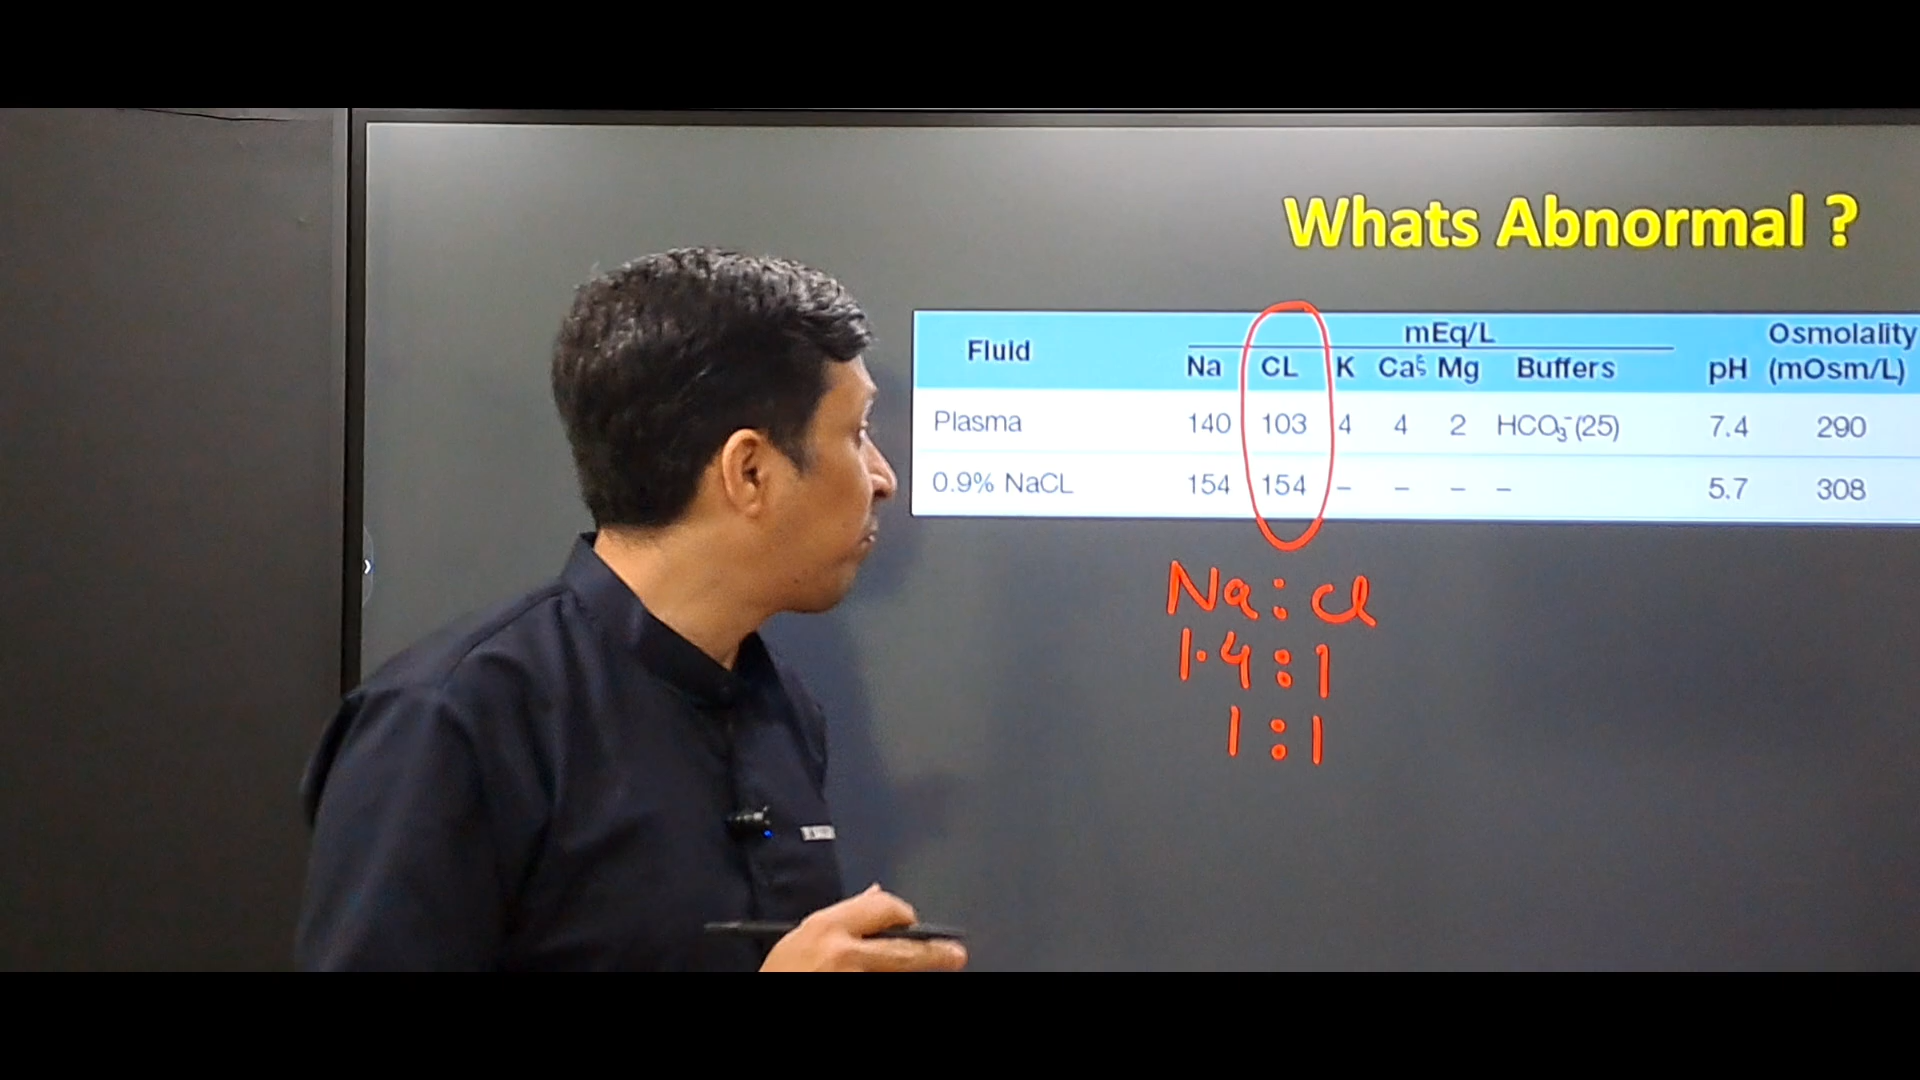 Whats Abnormal ?
Fluid mEq/L Osmolality
Na CL K Ca Mg Buffers pH (mOsm/L)
Plasma 140 103 4 4 2 HCO₃⁻(25) 7.4 290
0.9% NaCL 154 154 – – – – 5.7 308
Na : Cl
1.4 : 1
1 : 1